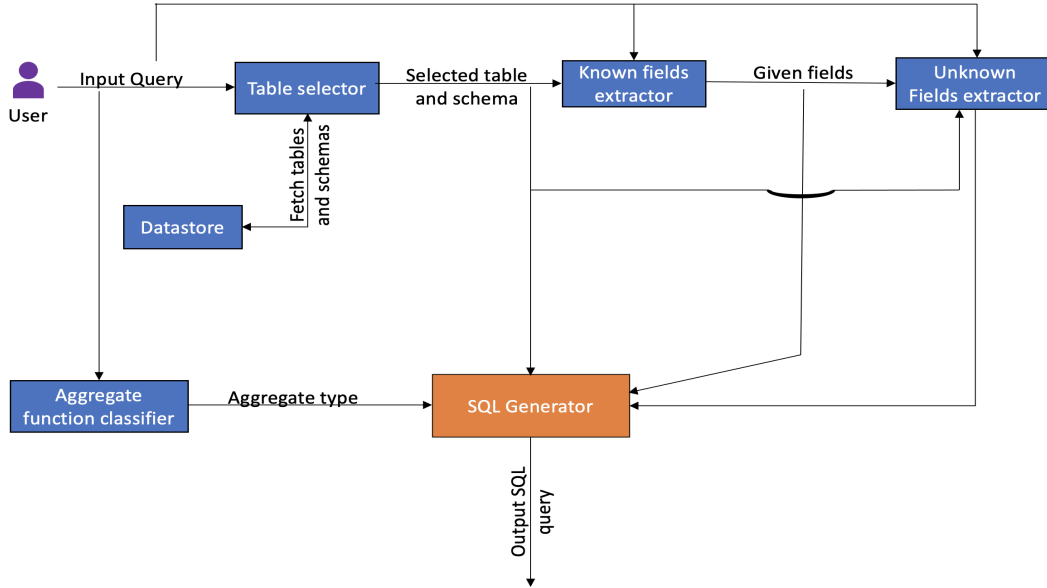 User
Input Query
Table selector
Selected table
and schema
Known fields
extractor
Given fields
Unknown
Fields extractor
Fetch tables
and schemas
Datastore
Aggregate
function classifier
Aggregate type
SQL Generator
Output SQL
query